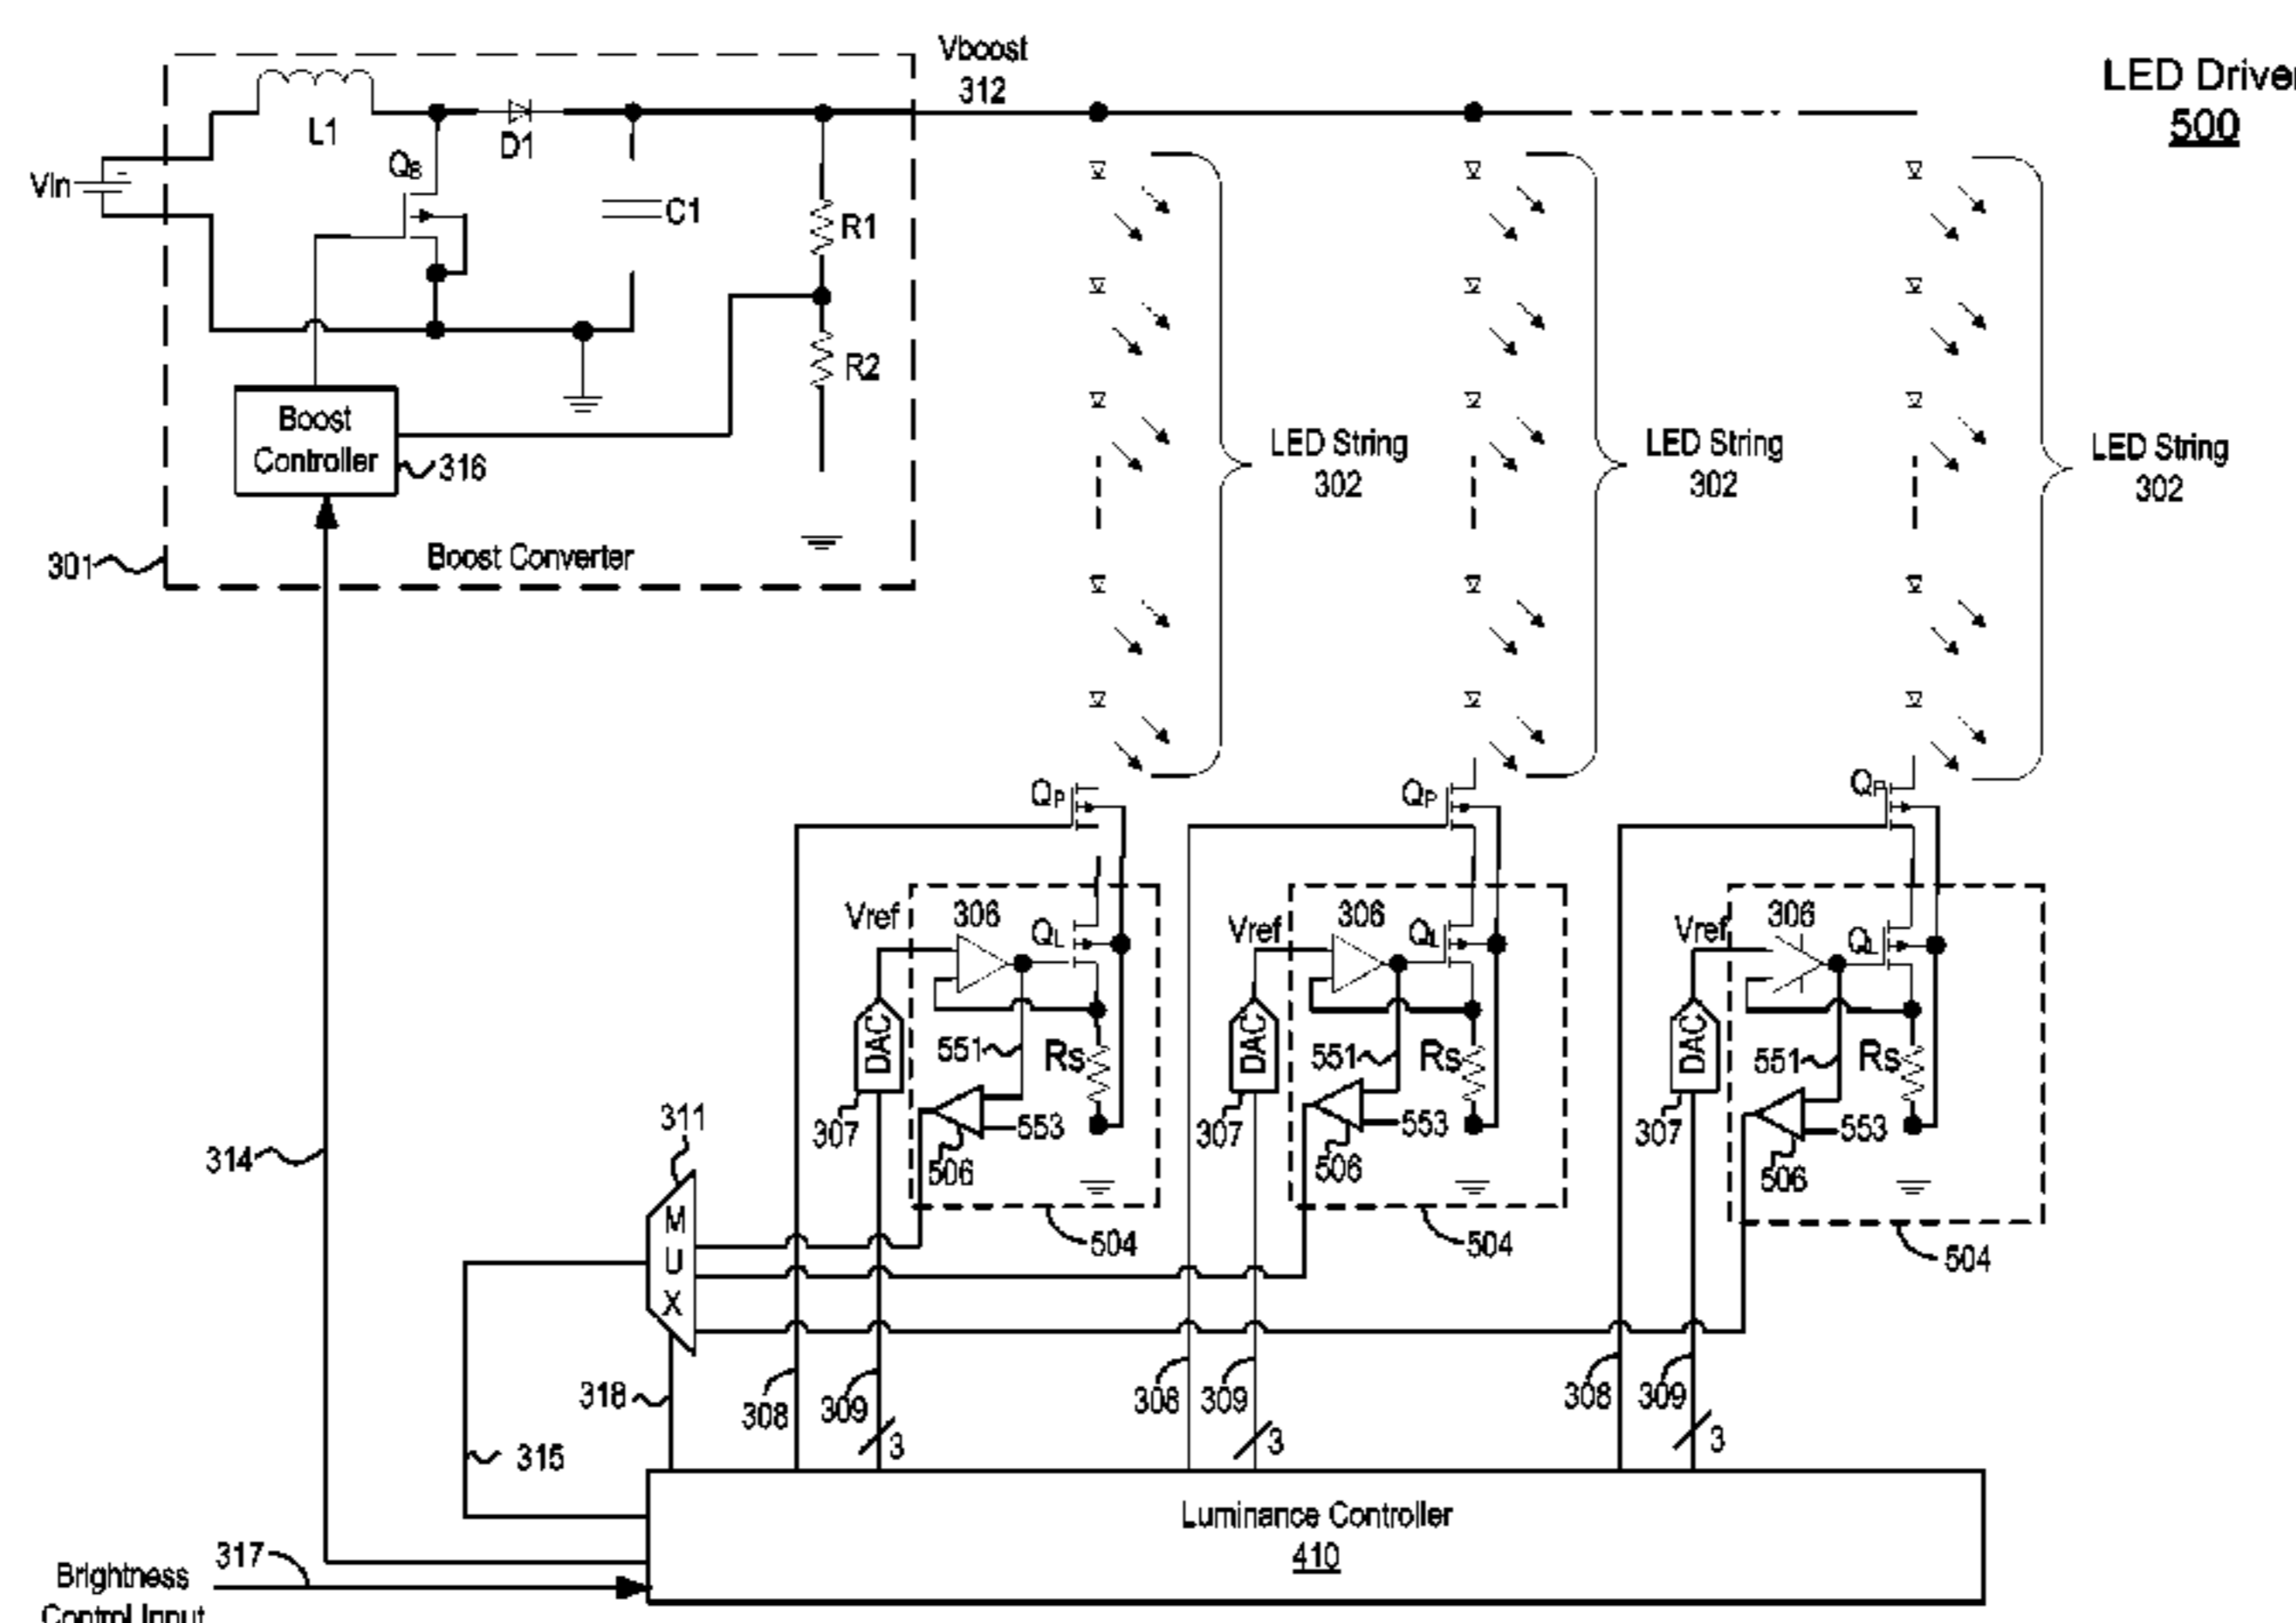 Vboost
312
LED Driver
500
L1
D1
QB
VIn
C1
R1
R2
Boost
Controller
316
301
Boost Converter
LED String
302
LED String
302
LED String
302
QP
QP
QP
Vref
306
QL
Vref
306
QL
Vref
306
QL
DAC
551
Rs
DAC
551
Rs
DAC
551
Rs
307
553
506
307
553
506
307
553
506
311
314
M
U
X
504
504
504
318
308
309
3
308
309
3
308
309
3
315
Luminance Controller
410
317
Brightness
Control Input